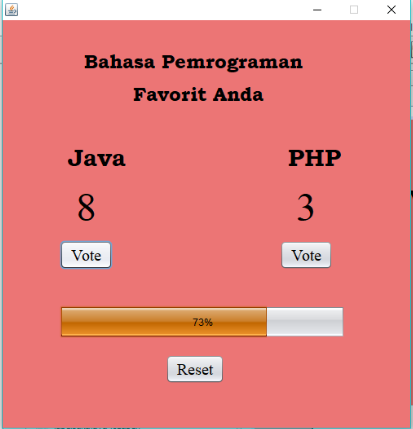 Bahasa Pemrograman
Favorit Anda
Java PHP
8 3
Vote Vote
73%
Reset